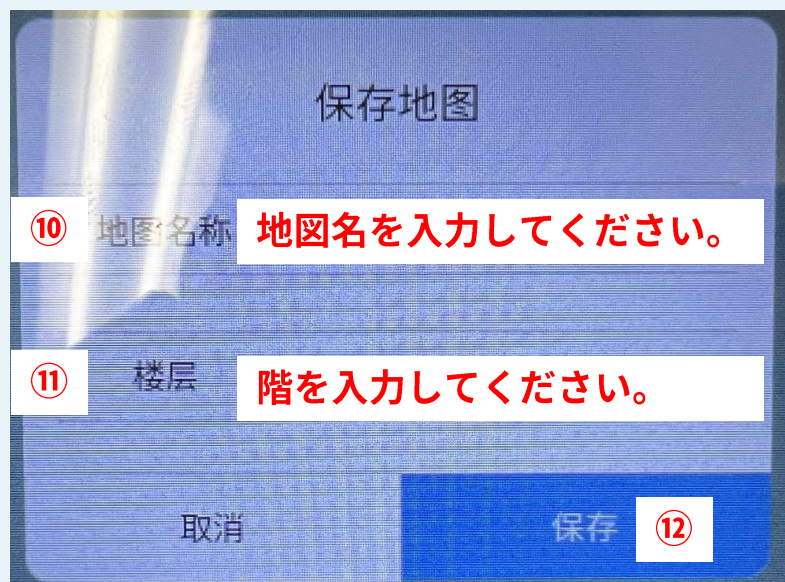 保存地图
⑩ 地图名称 地図名を入力してください。
⑪ 楼层 階を入力してください。
取消 保存 ⑫